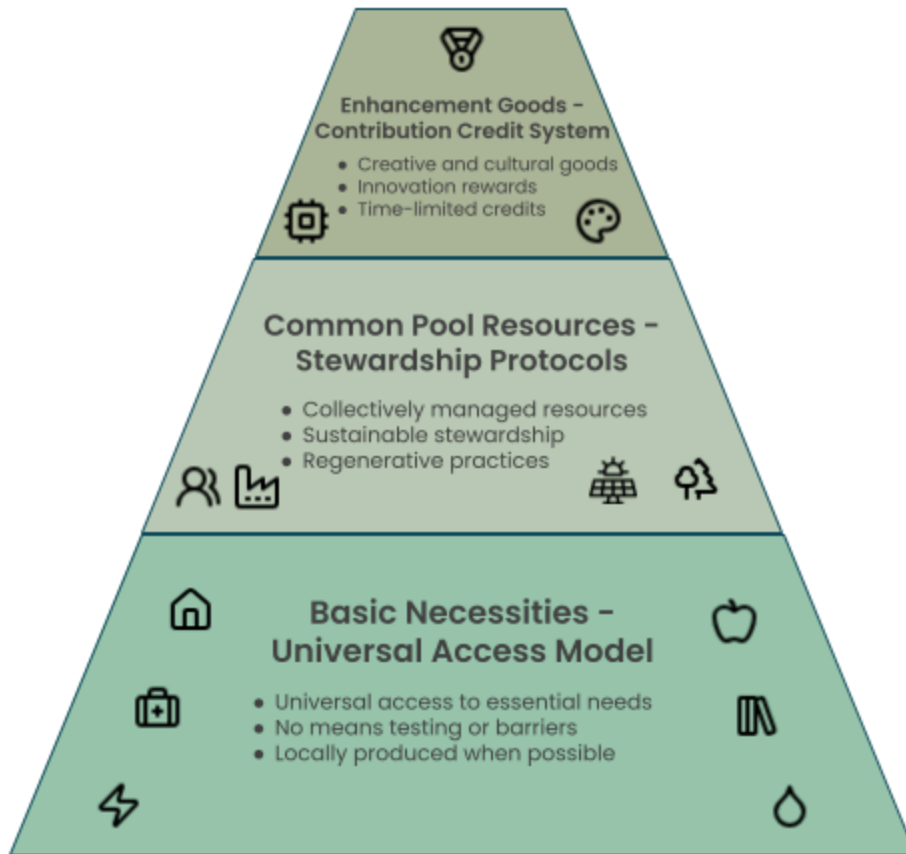 Enhancement Goods -
Contribution Credit System
● Creative and cultural goods
● Innovation rewards
● Time-limited credits
Common Pool Resources -
Stewardship Protocols
● Collectively managed resources
● Sustainable stewardship
● Regenerative practices
Basic Necessities -
Universal Access Model
● Universal access to essential needs
● No means testing or barriers
● Locally produced when possible